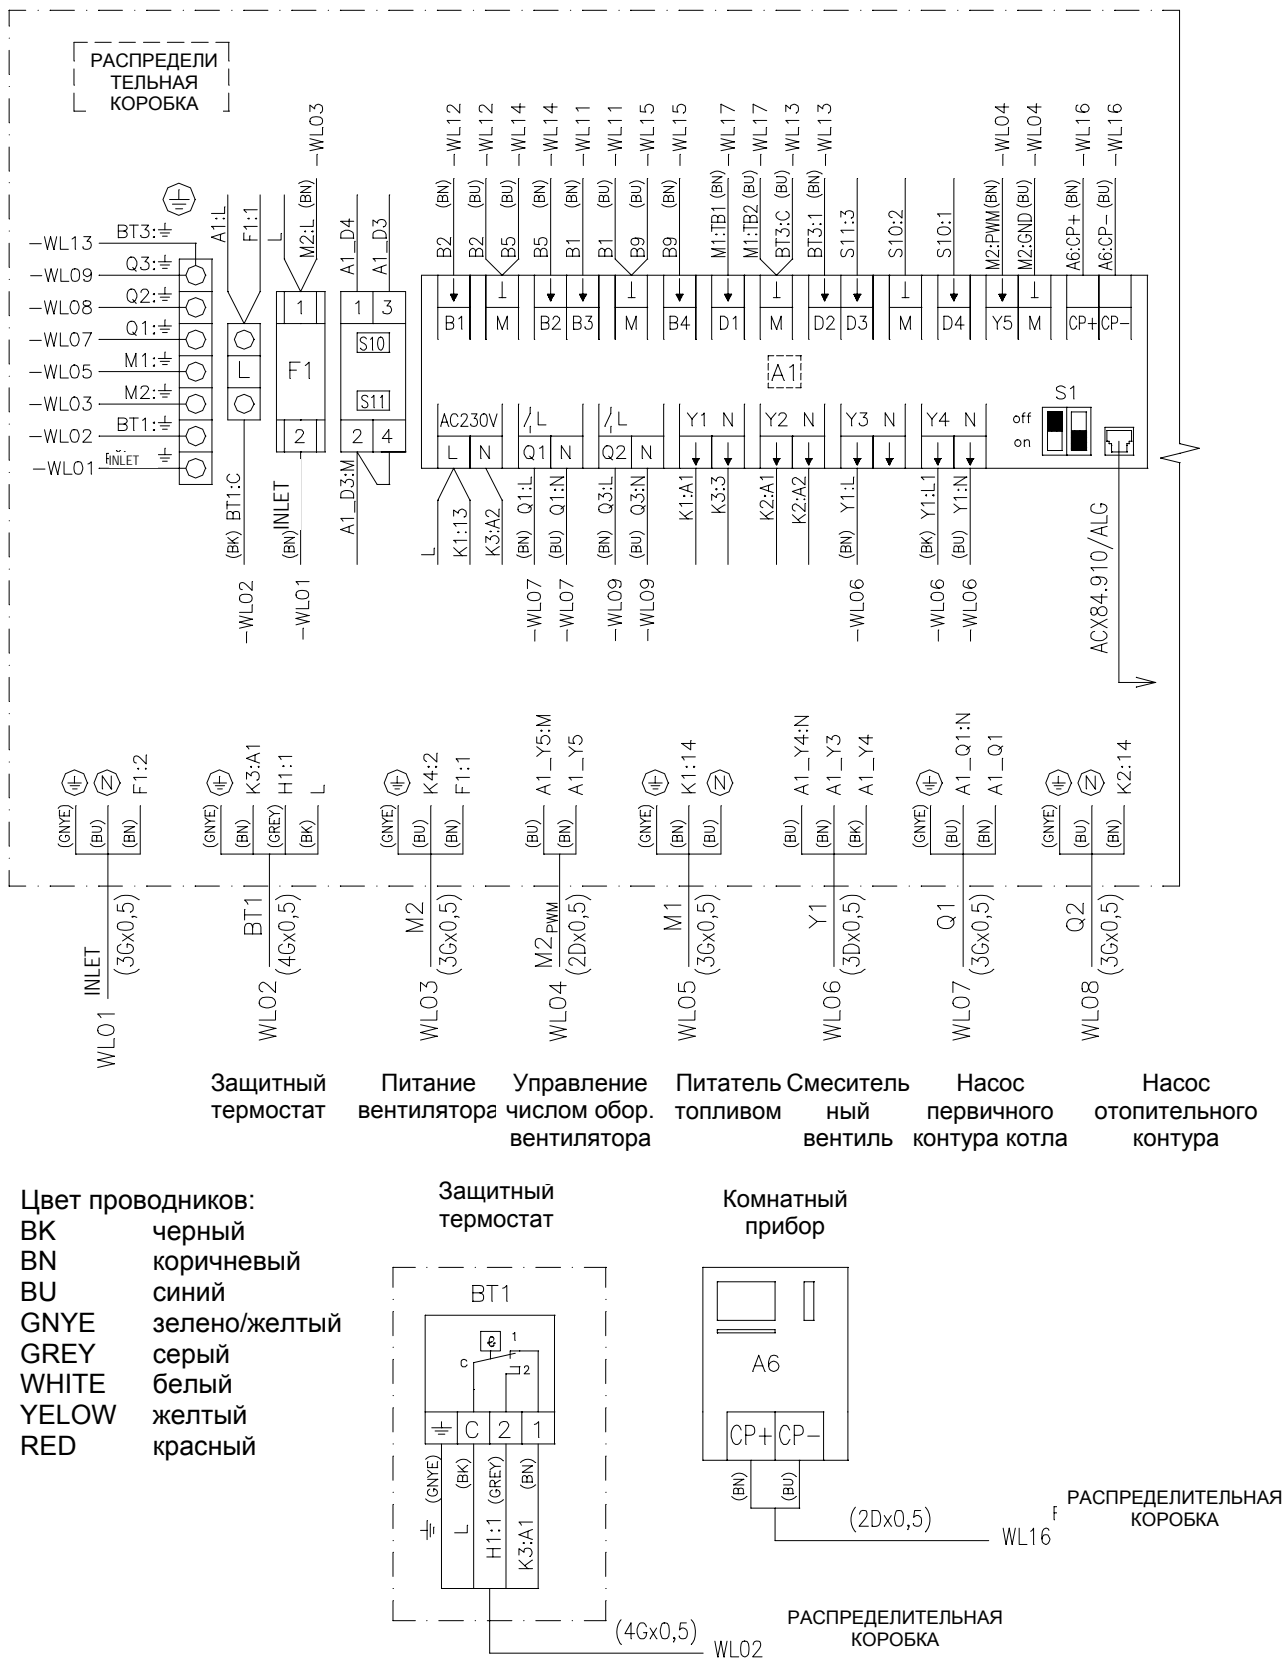 РАСПРЕДЕЛИ
ТЕЛЬНАЯ
КОРОБКА
-WL13 BT3:
-WL09 Q3:
-WL08 Q2:
-WL07 Q1:
-WL05 M1:
-WL03 M2:
-WL02 BT1:
-WL01 INLET
A1:L
F1:1
L
(BK) BT1:C
-WL02
L
M2:L (BN) -WL03
1
F1
2
(BN) INLET
-WL01
A1_D4
A1_D3
1 3
S10
S11
2 4
A1_D3:M
B2 (BN) -WL12
B2 (BU) -WL12
B5 (BU) -WL14
B5 (BN) -WL14
B1 (BN) -WL11
B1 (BU) -WL11
B9 (BU) -WL15
B9 (BN) -WL15
M1:TB1 (BN) -WL17
M1:TB2 (BU) -WL17
BT3:C (BU) -WL13
BT3:1 (BN) -WL13
S11:3
S10:2
S10:1
M2:PWM (BN) -WL04
M2:GND (BU) -WL04
A6:CP+ (BN) -WL16
A6:CP- (BU) -WL16
B1 M B2 B3 M B4 D1 M D2 D3 M D4 Y5 M CP+ CP-
A1
S1
off
on
AC230V L L Y1 N Y2 N Y3 N Y4 N
L N Q1 N Q2 N
L
K1:13
K3:A2
(BN) Q1:L -WL07
(BU) Q1:N -WL07
(BN) Q3:L -WL09
(BU) Q3:N -WL09
K1:A1
K3:3
K2:A1
K2:A2
(BN) Y1:L -WL06
(BK) Y1:L1 -WL06
(BU) Y1:N -WL06
ACX84.910/ALG
(GNYE)
(BU) N
(BN) F1:2
WL01 INLET (3Gx0,5)
(GNYE)
(BN) K3:A1
(GREY) H1:1
(BK) L
WL02 BT1 (4Gx0,5)
(GNYE)
(BU) K4:2
(BN) F1:1
WL03 M2 (3Gx0,5)
(BU) A1_Y5:M
(BN) A1_Y5
WL04 M2 PWM (2Dx0,5)
(GNYE)
(BN) K1:14
(BU) N
WL05 M1 (3Gx0,5)
(BU) A1_Y4:N
(BN) A1_Y3
(BK) A1_Y4
WL06 Y1 (3Dx0,5)
(GNYE)
(BU) A1_Q1:N
(BN) A1_Q1
WL07 Q1 (3Gx0,5)
(GNYE)
(BU) N
(BN) K2:14
WL08 Q2 (3Gx0,5)
Защитный
термостат
Питание
вентилятора
Управление
числом обор.
вентилятора
Питатель
топливом
Смеситель
ный
вентиль
Насос
первичного
контура котла
Насос
отопительного
контура
Цвет проводников:
BK черный
BN коричневый
BU синий
GNYE зелено/желтый
GREY серый
WHITE белый
YELOW желтый
RED красный
Защитный
термостат
BT1
1
C
2
C 2 1
(GNYE)
(BK) L
(GREY) H1:1
(BN) K3:A1
(4Gx0,5)
WL02
РАСПРЕДЕЛИТЕЛЬНАЯ
КОРОБКА
Комнатный
прибор
A6
CP+ CP-
(BN) (BU)
(2Dx0,5)
WL16
РАСПРЕДЕЛИТЕЛЬНАЯ
КОРОБКА